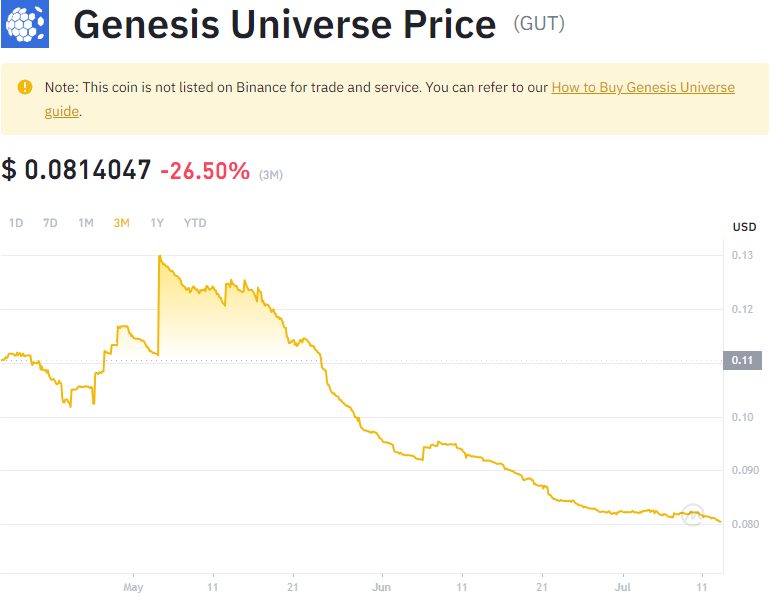 Genesis Universe Price (GUT)
Note: This coin is not listed on Binance for trade and service. You can refer to our How to Buy Genesis Universe
guide.
$ 0.0814047 -26.50% (3M)
1D 7D 1M 3M 1Y YTD
USD
0.13
0.12
0.11
0.10
0.090
0.080
May 11 21 Jun 11 21 Jul 11